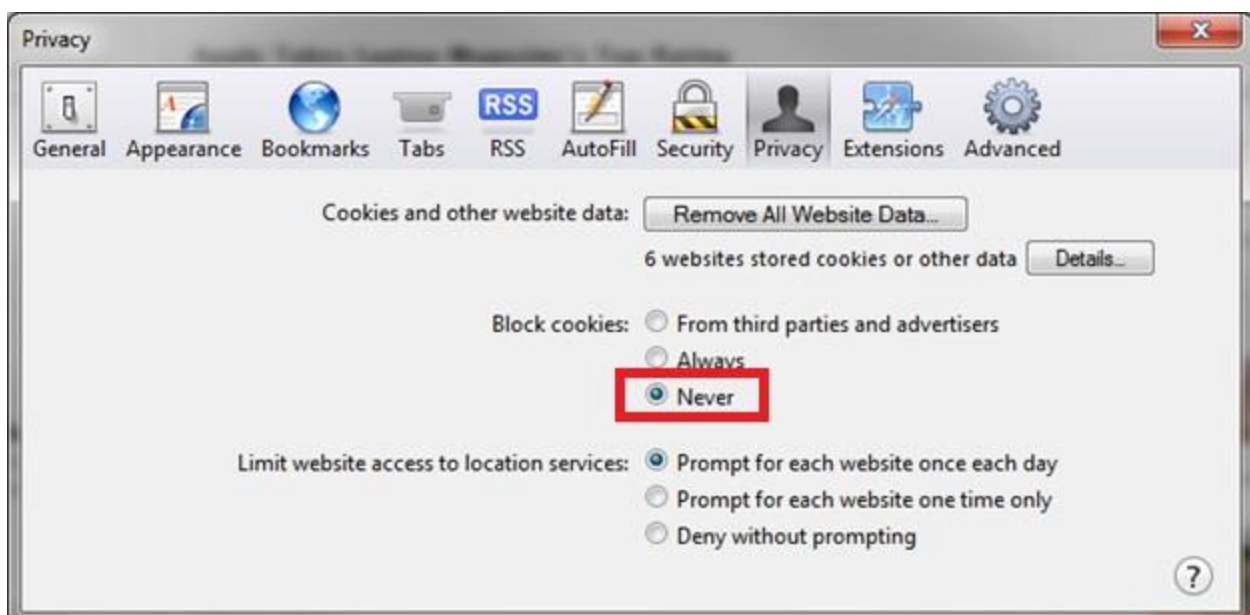 Privacy
RSS
General Appearance Bookmarks Tabs RSS AutoFill Security Privacy Extensions Advanced
Cookies and other website data: Remove All Website Data...
6 websites stored cookies or other data Details...
Block cookies: From third parties and advertisers
Always
Never
Limit website access to location services: Prompt for each website once each day
Prompt for each website one time only
Deny without prompting
?